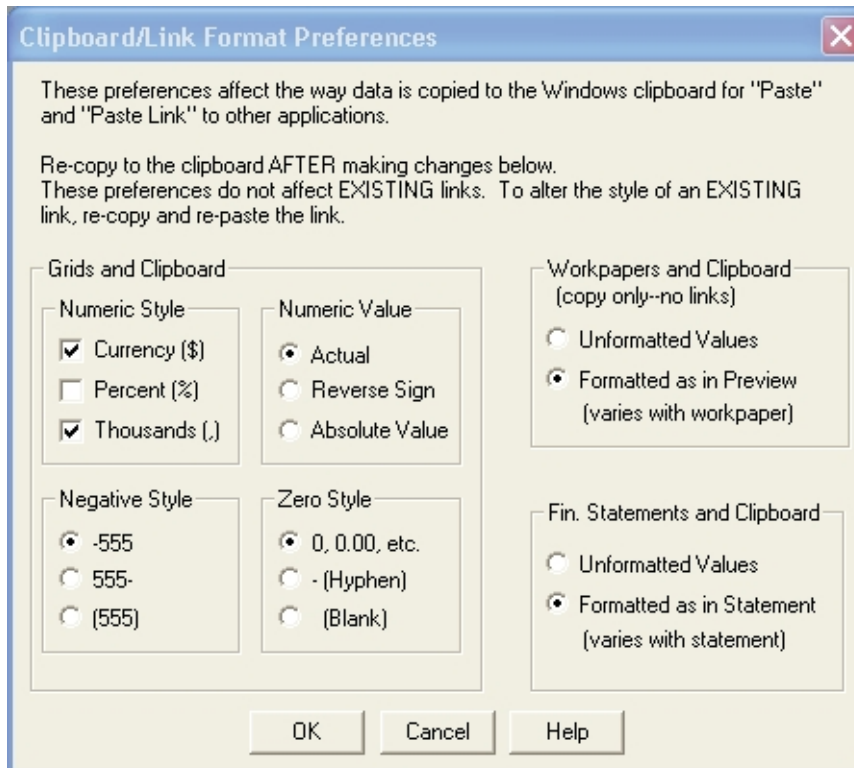 Clipboard/Link Format Preferences
These preferences affect the way data is copied to the Windows clipboard for "Paste"
and "Paste Link" to other applications.
Re-copy to the clipboard AFTER making changes below.
These preferences do not affect EXISTING links. To alter the style of an EXISTING
link, re-copy and re-paste the link.
Grids and Clipboard
Numeric Style
Currency ($)
Percent (%)
Thousands (,)
Numeric Value
Actual
Reverse Sign
Absolute Value
Negative Style
-555
555-
(555)
Zero Style
0, 0.00, etc.
- (Hyphen)
(Blank)
Workpapers and Clipboard
(copy only--no links)
Unformatted Values
Formatted as in Preview
(varies with workpaper)
Fin. Statements and Clipboard
Unformatted Values
Formatted as in Statement
(varies with statement)
OK
Cancel
Help